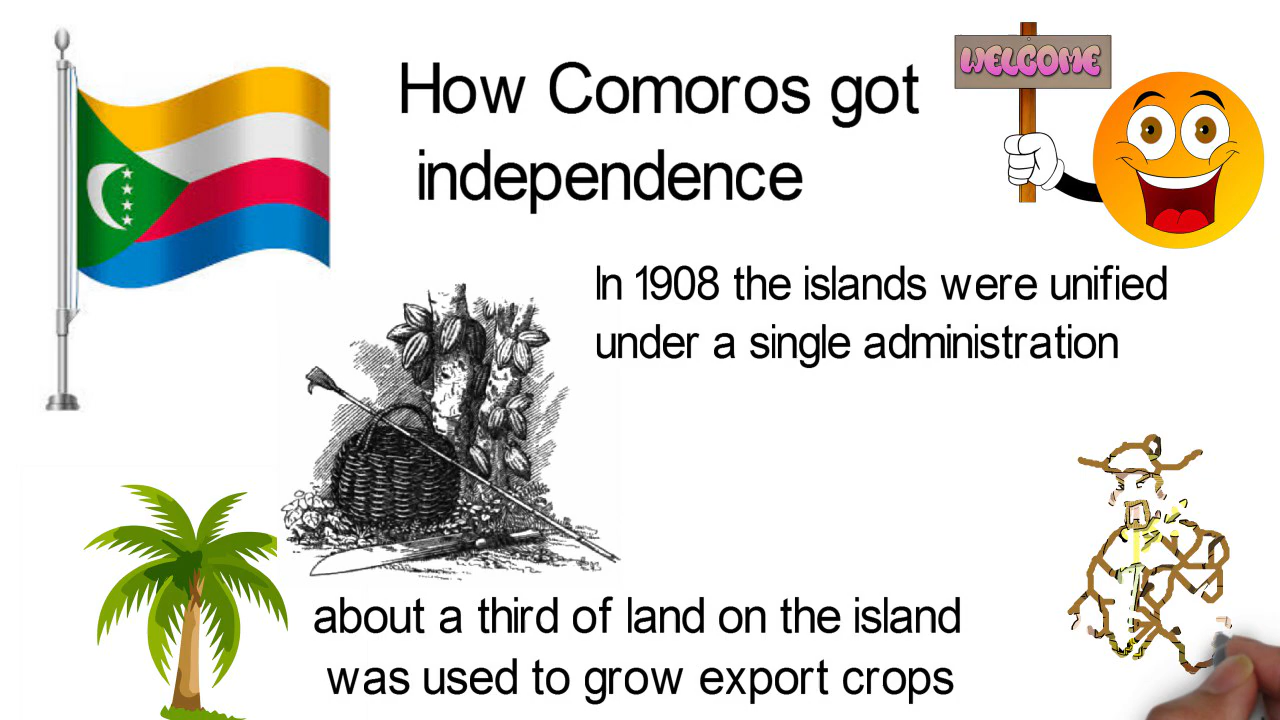 WELCOME
How Comoros got
independence
In 1908 the islands were unified
under a single administration
about a third of land on the island
was used to grow export crops